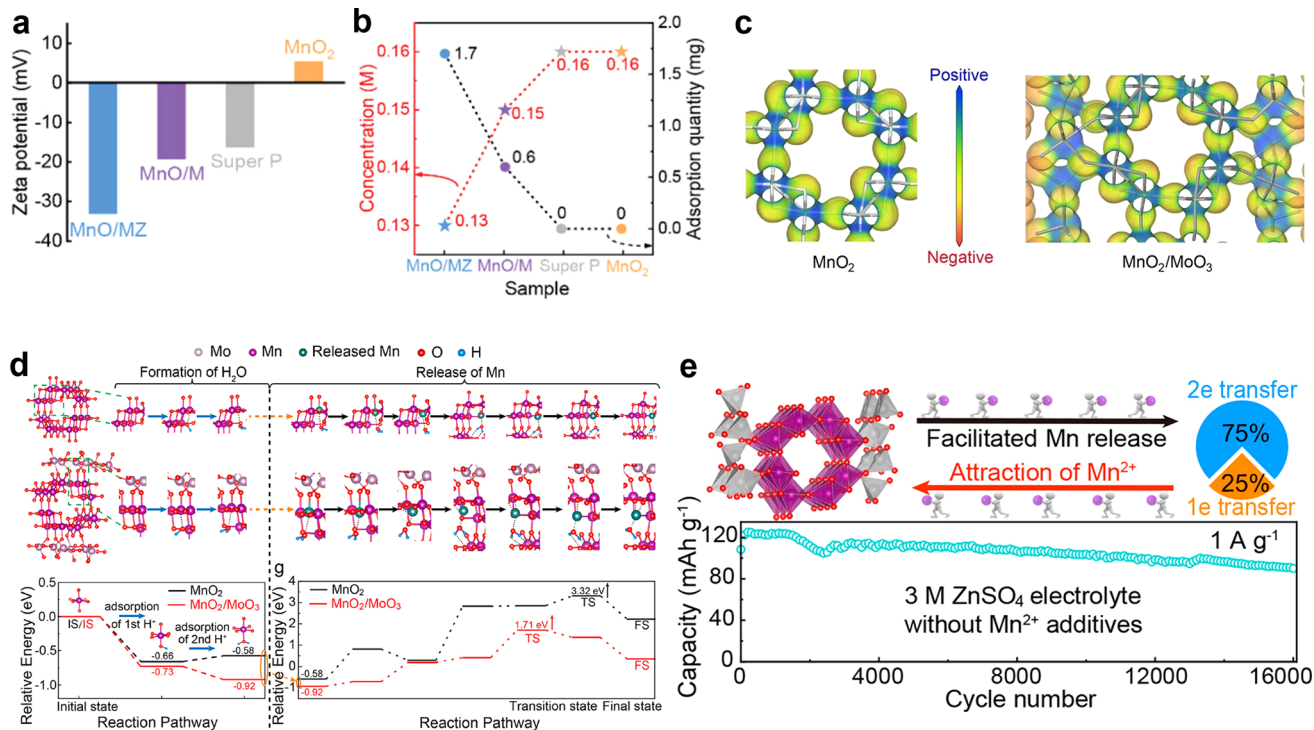 a
Zeta potential (mV)
10
0
-10
-20
-30
-40
MnO/MZ
MnO/M
Super P
MnO₂
b
Concentration (M)
0.16
0.15
0.14
0.13
1.7
0.6
0
0
0.13
0.15
0.16
0.16
2.0
1.5
1.0
0.5
0.0
Adsorption quantity (mg)
MnO/MZ
MnO/M
Super P
MnO₂
Sample
c
Positive
Negative
MnO₂
MnO₂/MoO₃
d
Mo
Mn
Released Mn
O
H
Formation of H₂O
Release of Mn
Relative Energy (eV)
0.5
0.0
-0.5
-1.0
MnO₂
MnO₂/MoO₃
IS/IS
adsorption
of 1st H⁺
adsorption
of 2nd H⁺
-0.66
-0.58
-0.73
-0.92
Initial state
Reaction Pathway
g
Relative Energy (eV)
4
3
2
1
0
-1
MnO₂
MnO₂/MoO₃
-0.58
-0.92
3.32 eV
TS
1.71 eV
TS
FS
FS
Transition state
Final state
Reaction Pathway
e
Facilitated Mn release
Attraction of Mn²⁺
2e transfer
75%
25%
1e transfer
Capacity (mAh g⁻¹)
120
80
40
0
1 A g⁻¹
3 M ZnSO₄ electrolyte
without Mn²⁺ additives
0
4000
8000
12000
16000
Cycle number